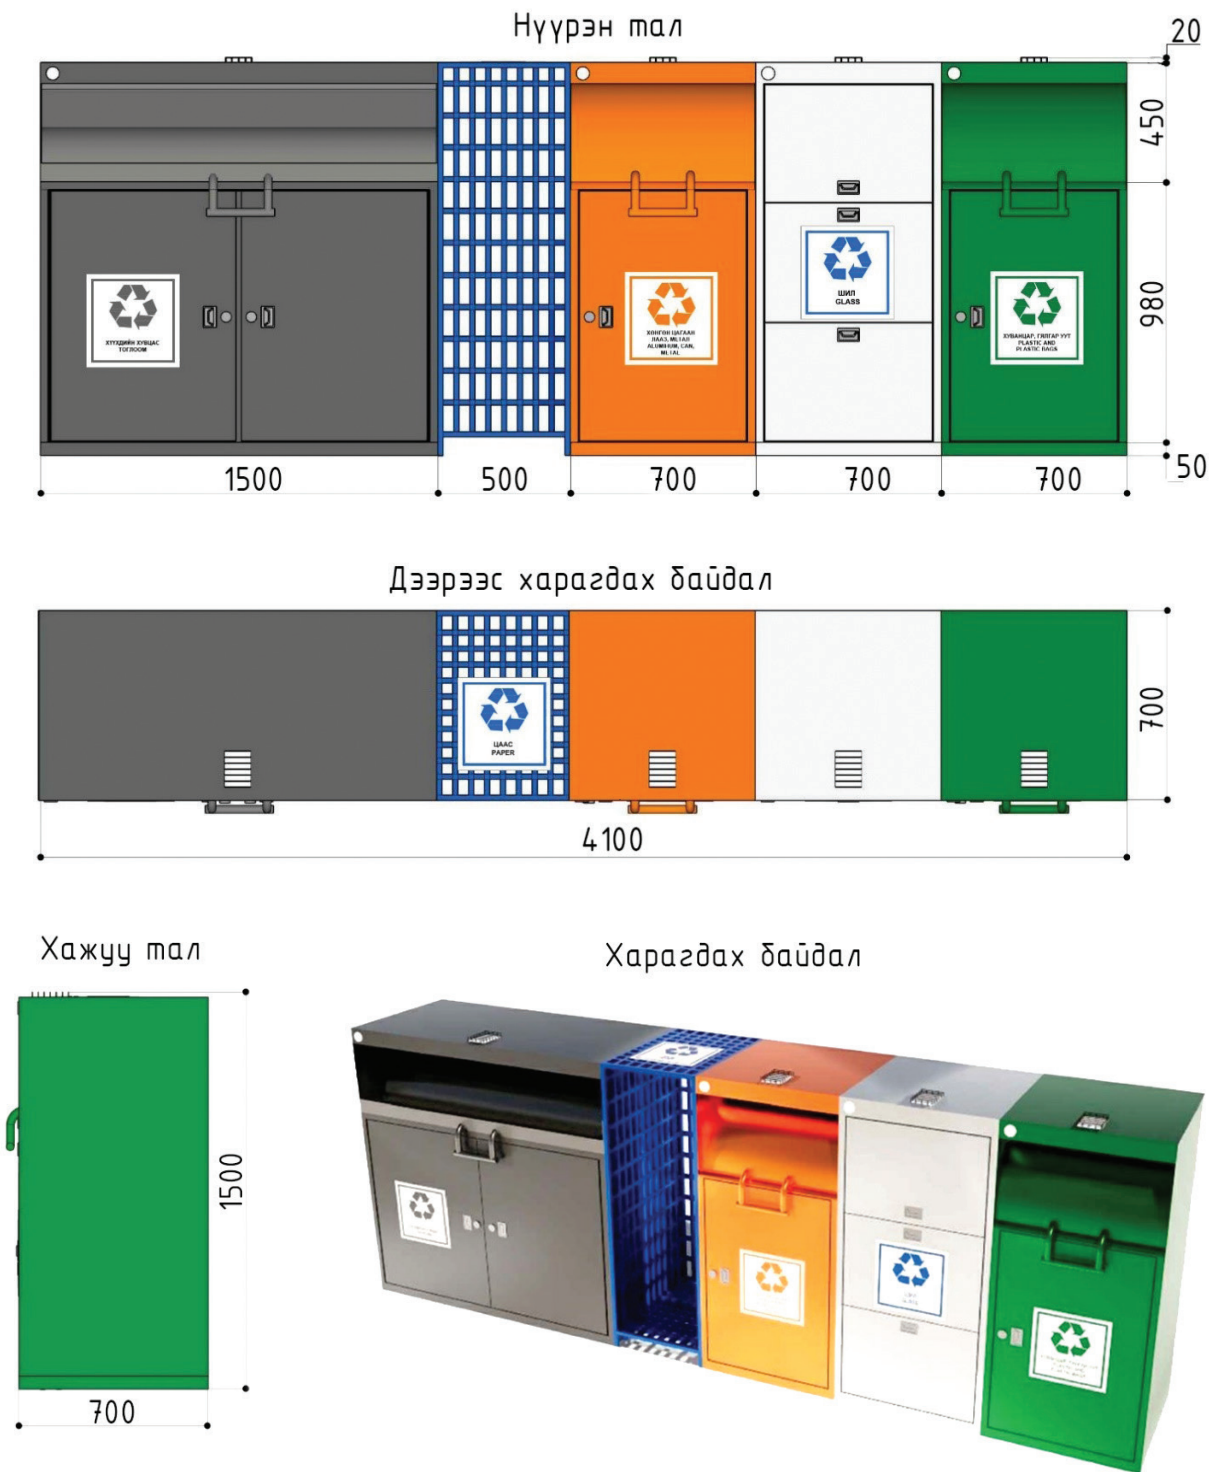 Нүүрэн тал
20
450
980
50
ХҮҮХДИЙН ХУВЦАС
ТОГЛООМ
ХӨНГӨН ЦАГААН
ЛААЗ, МЕТАЛ
ALUMINUM, CAN,
METAL
ШИЛ
GLASS
ХУВАНЦАР, ГЯЛГАР УУТ
PLASTIC AND
PLASTIC BAGS
1500
500
700
700
700
Дээрээс харагдах байдал
ЦААС
PAPER
700
4100
Хажуу тал
1500
700
Харагдах байдал